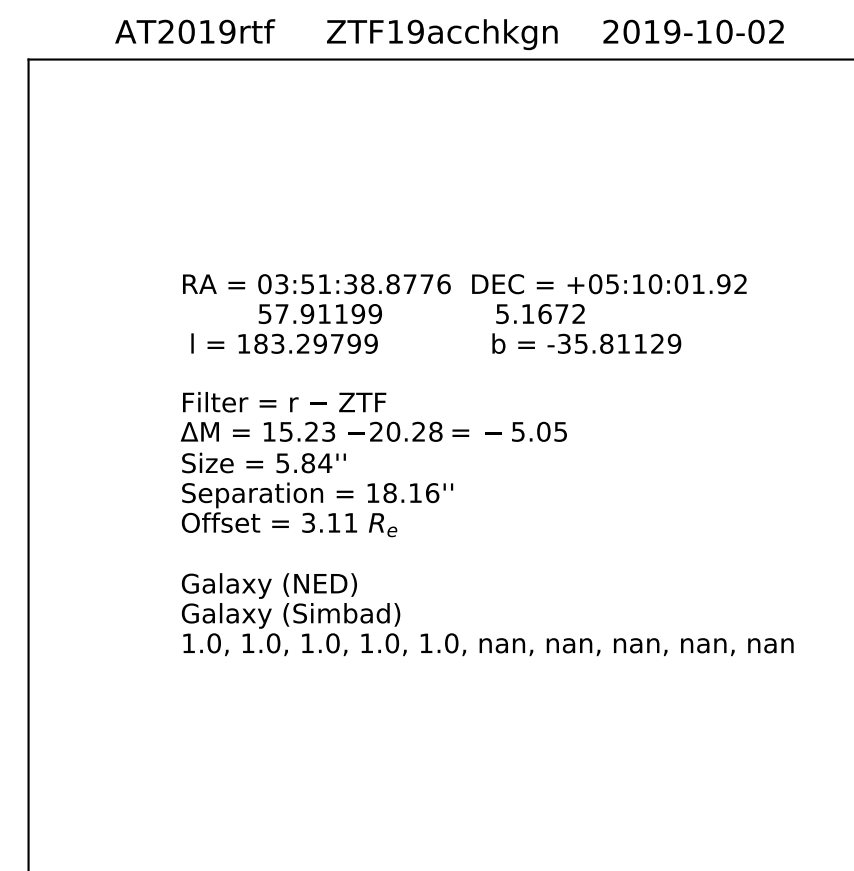 AT2019rtf ZTF19acchkgn 2019-10-02
RA = 03:51:38.8776 DEC = +05:10:01.92
57.91199 5.1672
l = 183.29799 b = -35.81129
Filter = r − ZTF
ΔM = 15.23 −20.28 = − 5.05
Size = 5.84''
Separation = 18.16''
Offset = 3.11 Rₑ
Galaxy (NED)
Galaxy (Simbad)
1.0, 1.0, 1.0, 1.0, 1.0, nan, nan, nan, nan, nan